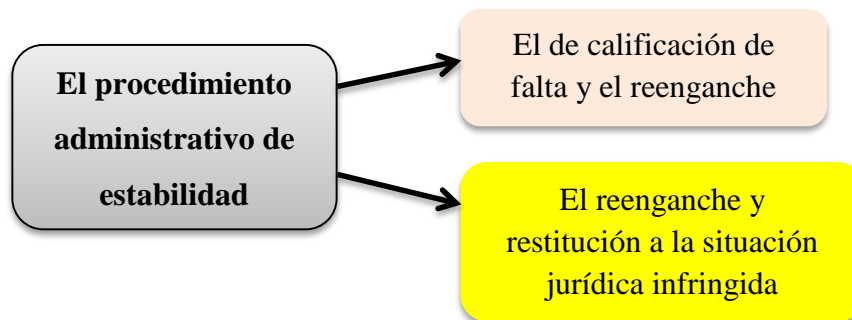 El procedimiento
administrativo de
estabilidad
El de calificación de
falta y el reenganche
El reenganche y
restitución a la situación
jurídica infringida